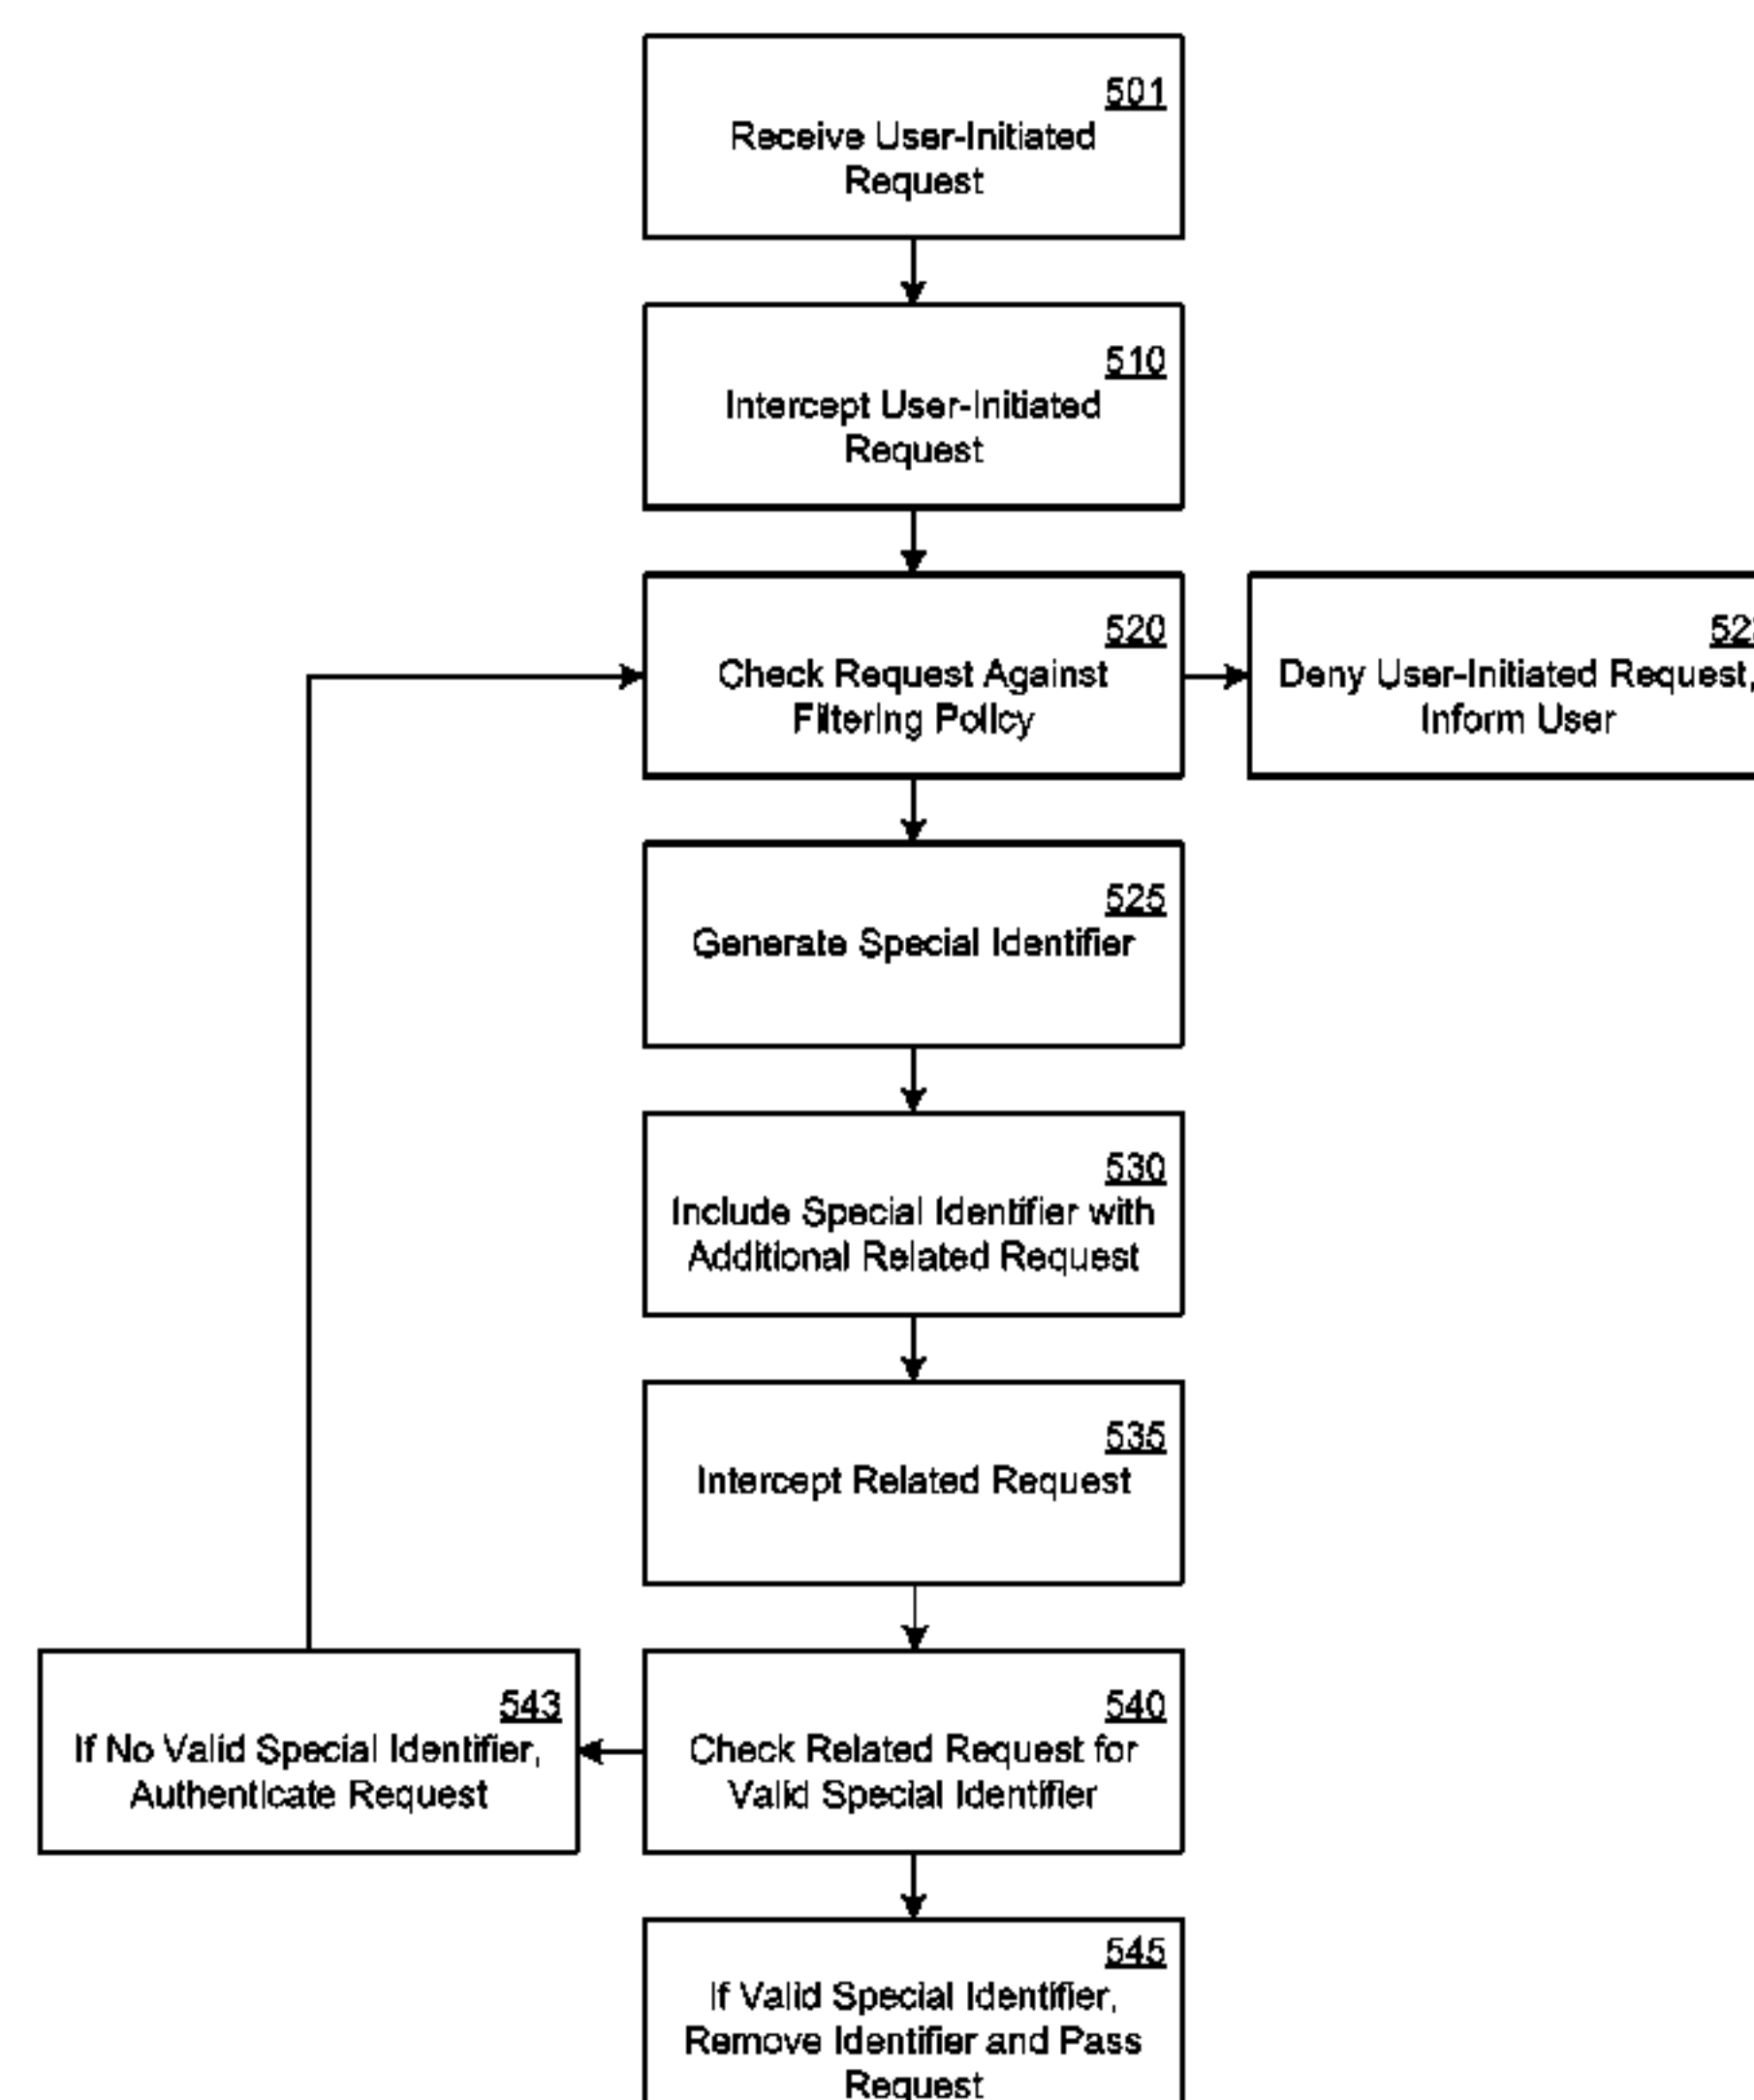 501
Receive User-Initiated
Request
510
Intercept User-Initiated
Request
520
Check Request Against
Filtering Policy
Deny User-Initiated Request,
Inform User
525
Generate Special Identifier
530
Include Special Identifier with
Additional Related Request
535
Intercept Related Request
543
If No Valid Special Identifier,
Authenticate Request
540
Check Related Request for
Valid Special Identifier
545
If Valid Special Identifier,
Remove Identifier and Pass
Request